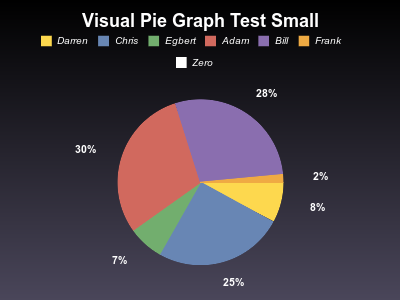 Visual Pie Graph Test Small
Darren Chris Egbert Adam Bill Frank
Zero
28%
30%
2%
8%
7%
25%